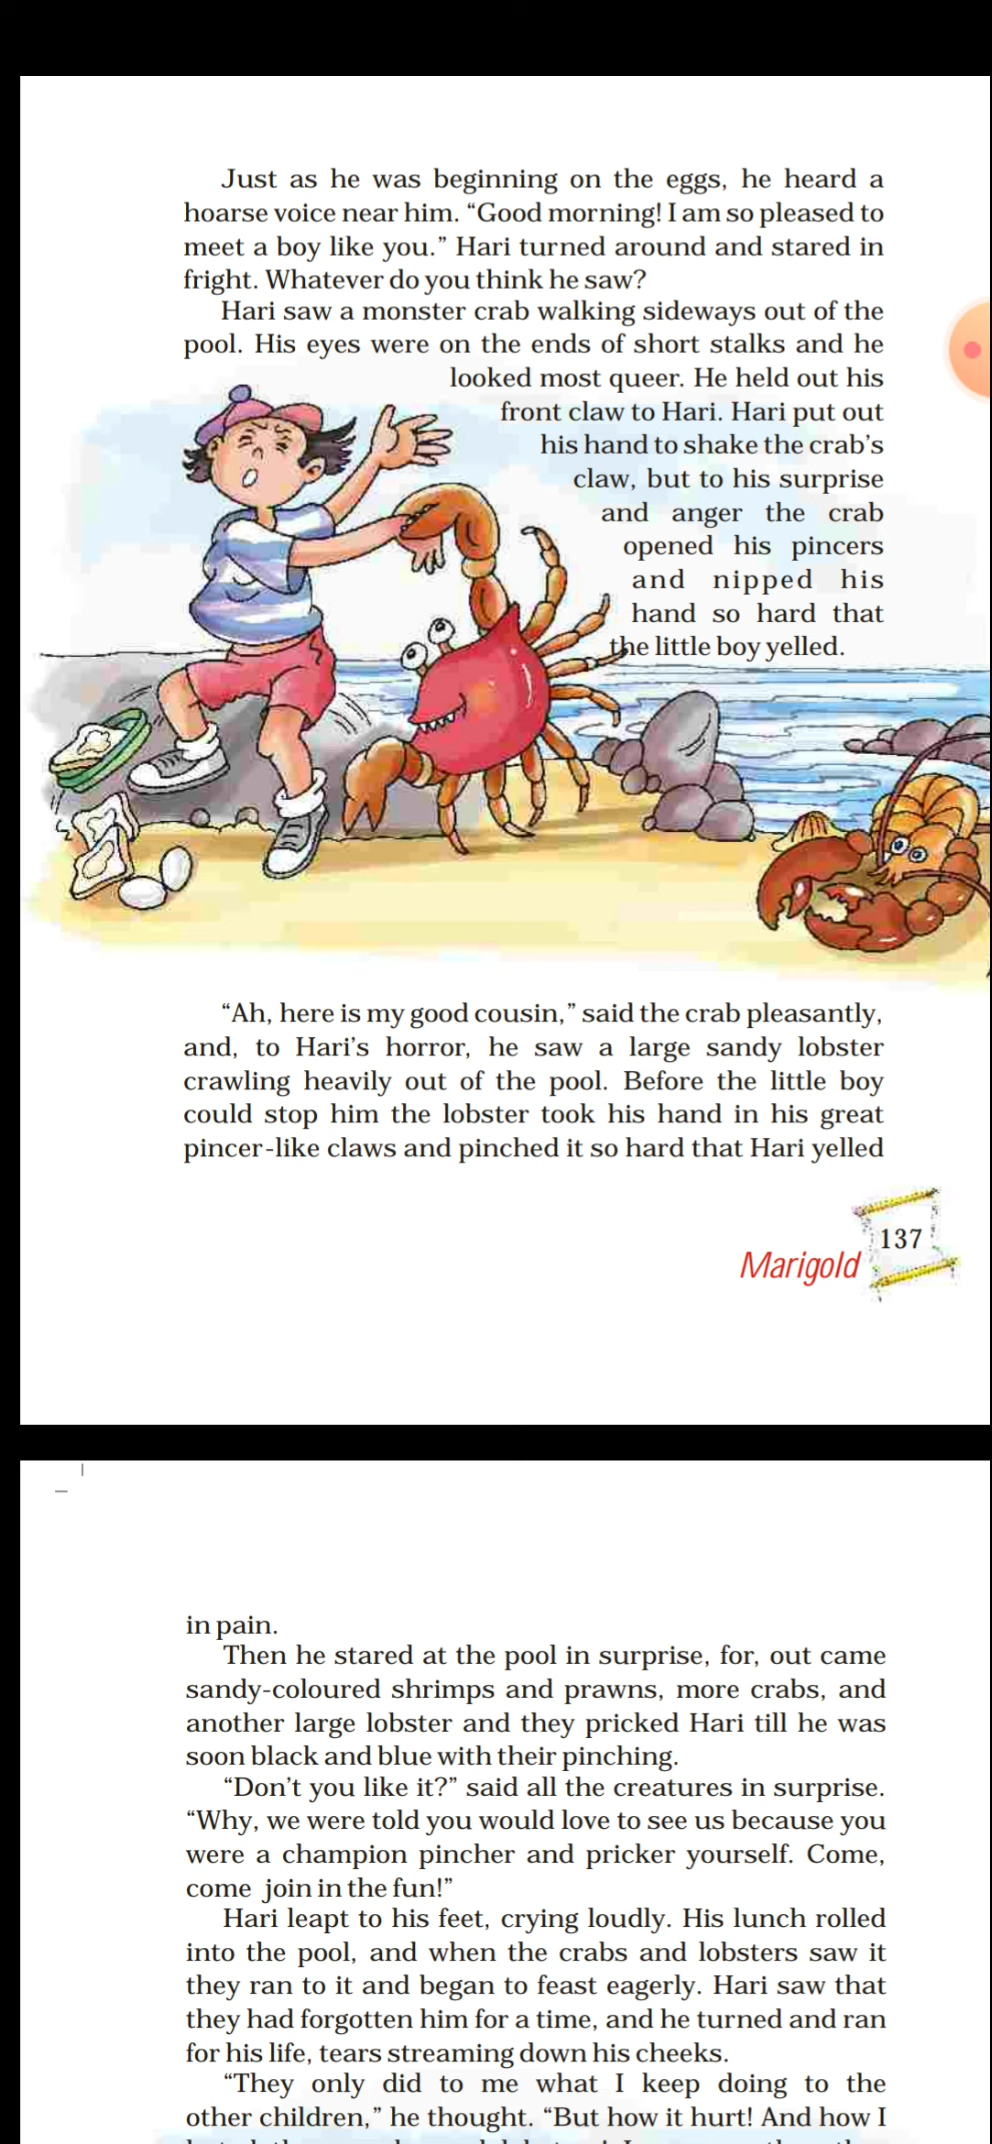 Just as he was beginning on the eggs, he heard a
hoarse voice near him. “Good morning! I am so pleased to
meet a boy like you.” Hari turned around and stared in
fright. Whatever do you think he saw?
Hari saw a monster crab walking sideways out of the
pool. His eyes were on the ends of short stalks and he
looked most queer. He held out his
front claw to Hari. Hari put out
his hand to shake the crab’s
claw, but to his surprise
and anger the crab
opened his pincers
and nipped his
hand so hard that
the little boy yelled.
“Ah, here is my good cousin,” said the crab pleasantly,
and, to Hari’s horror, he saw a large sandy lobster
crawling heavily out of the pool. Before the little boy
could stop him the lobster took his hand in his great
pincer-like claws and pinched it so hard that Hari yelled
137
Marigold
in pain.
Then he stared at the pool in surprise, for, out came
sandy-coloured shrimps and prawns, more crabs, and
another large lobster and they pricked Hari till he was
soon black and blue with their pinching.
“Don’t you like it?” said all the creatures in surprise.
“Why, we were told you would love to see us because you
were a champion pincher and pricker yourself. Come,
come join in the fun!”
Hari leapt to his feet, crying loudly. His lunch rolled
into the pool, and when the crabs and lobsters saw it
they ran to it and began to feast eagerly. Hari saw that
they had forgotten him for a time, and he turned and ran
for his life, tears streaming down his cheeks.
“They only did to me what I keep doing to the
other children,” he thought. “But how it hurt! And how I